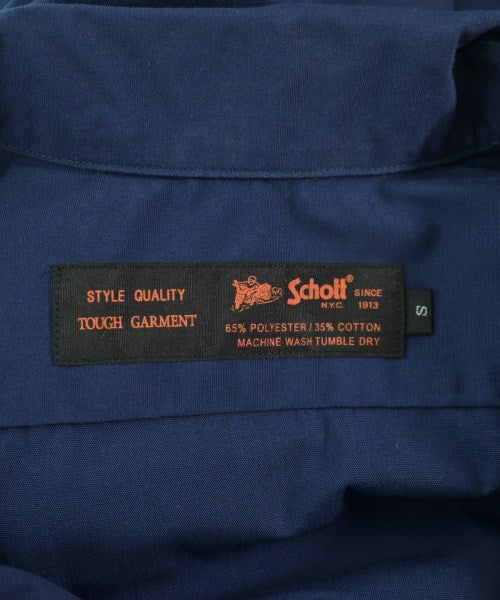 STYLE QUALITY
TOUGH GARMENT
Schott®
N.Y.C.
SINCE
1913
65% POLYESTER / 35% COTTON
MACHINE WASH TUMBLE DRY
S